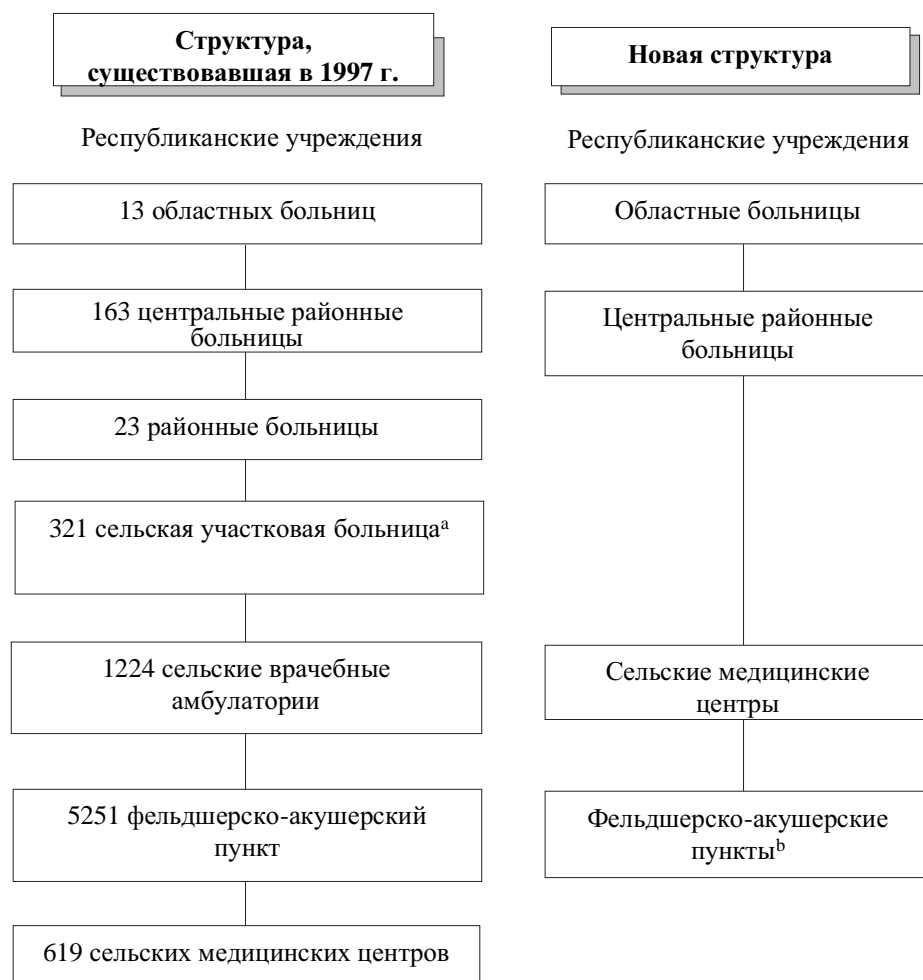 Структура,
существовавшая в 1997 г.
Республиканские учреждения
13 областных больниц
163 центральные районные
больницы
23 районные больницы
321 сельская участковая больницаᵃ
1224 сельские врачебные
амбулатории
5251 фельдшерско-акушерский
пункт
619 сельских медицинских центров
Новая структура
Республиканские учреждения
Областные больницы
Центральные районные
больницы
Сельские медицинские
центры
Фельдшерско-акушерские
пунктыᵇ